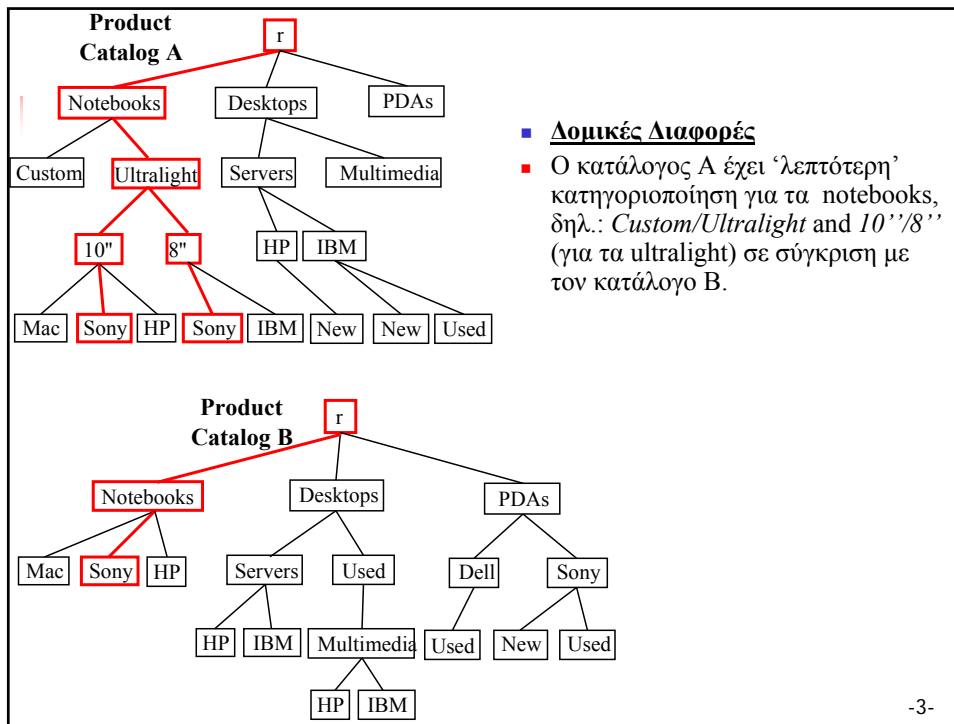 Product
Catalog A
r
Notebooks Desktops PDAs
Custom Ultralight Servers Multimedia
10" 8" HP IBM
Mac Sony HP Sony IBM New New Used
Δομικές Διαφορές
Ο κατάλογος Α έχει ‘λεπτότερη’
κατηγοριοποίηση για τα notebooks,
δηλ.: Custom/Ultralight and 10’’/8’’
(για τα ultralight) σε σύγκριση με
τον κατάλογο Β.
Product
Catalog B
r
Notebooks Desktops PDAs
Mac Sony HP Servers Used Dell Sony
HP IBM Multimedia Used New Used
HP IBM
-3-